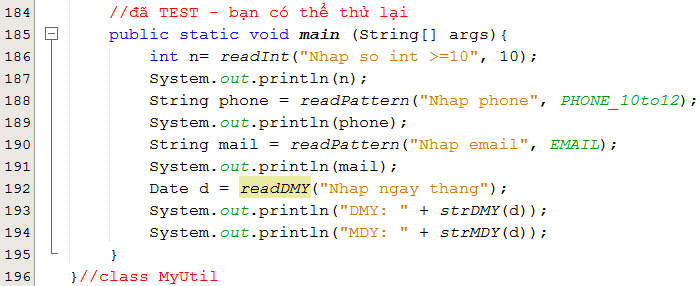 184 //đã TEST - bạn có thể thử lại
185 public static void main (String[] args){
186 int n= readInt("Nhap so int >=10", 10);
187 System.out.println(n);
188 String phone = readPattern("Nhap phone", PHONE_10to12);
189 System.out.println(phone);
190 String mail = readPattern("Nhap email", EMAIL);
191 System.out.println(mail);
192 Date d = readDMY("Nhap ngay thang");
193 System.out.println("DMY: " + strDMY(d));
194 System.out.println("MDY: " + strMDY(d));
195 }
196 }//class MyUtil